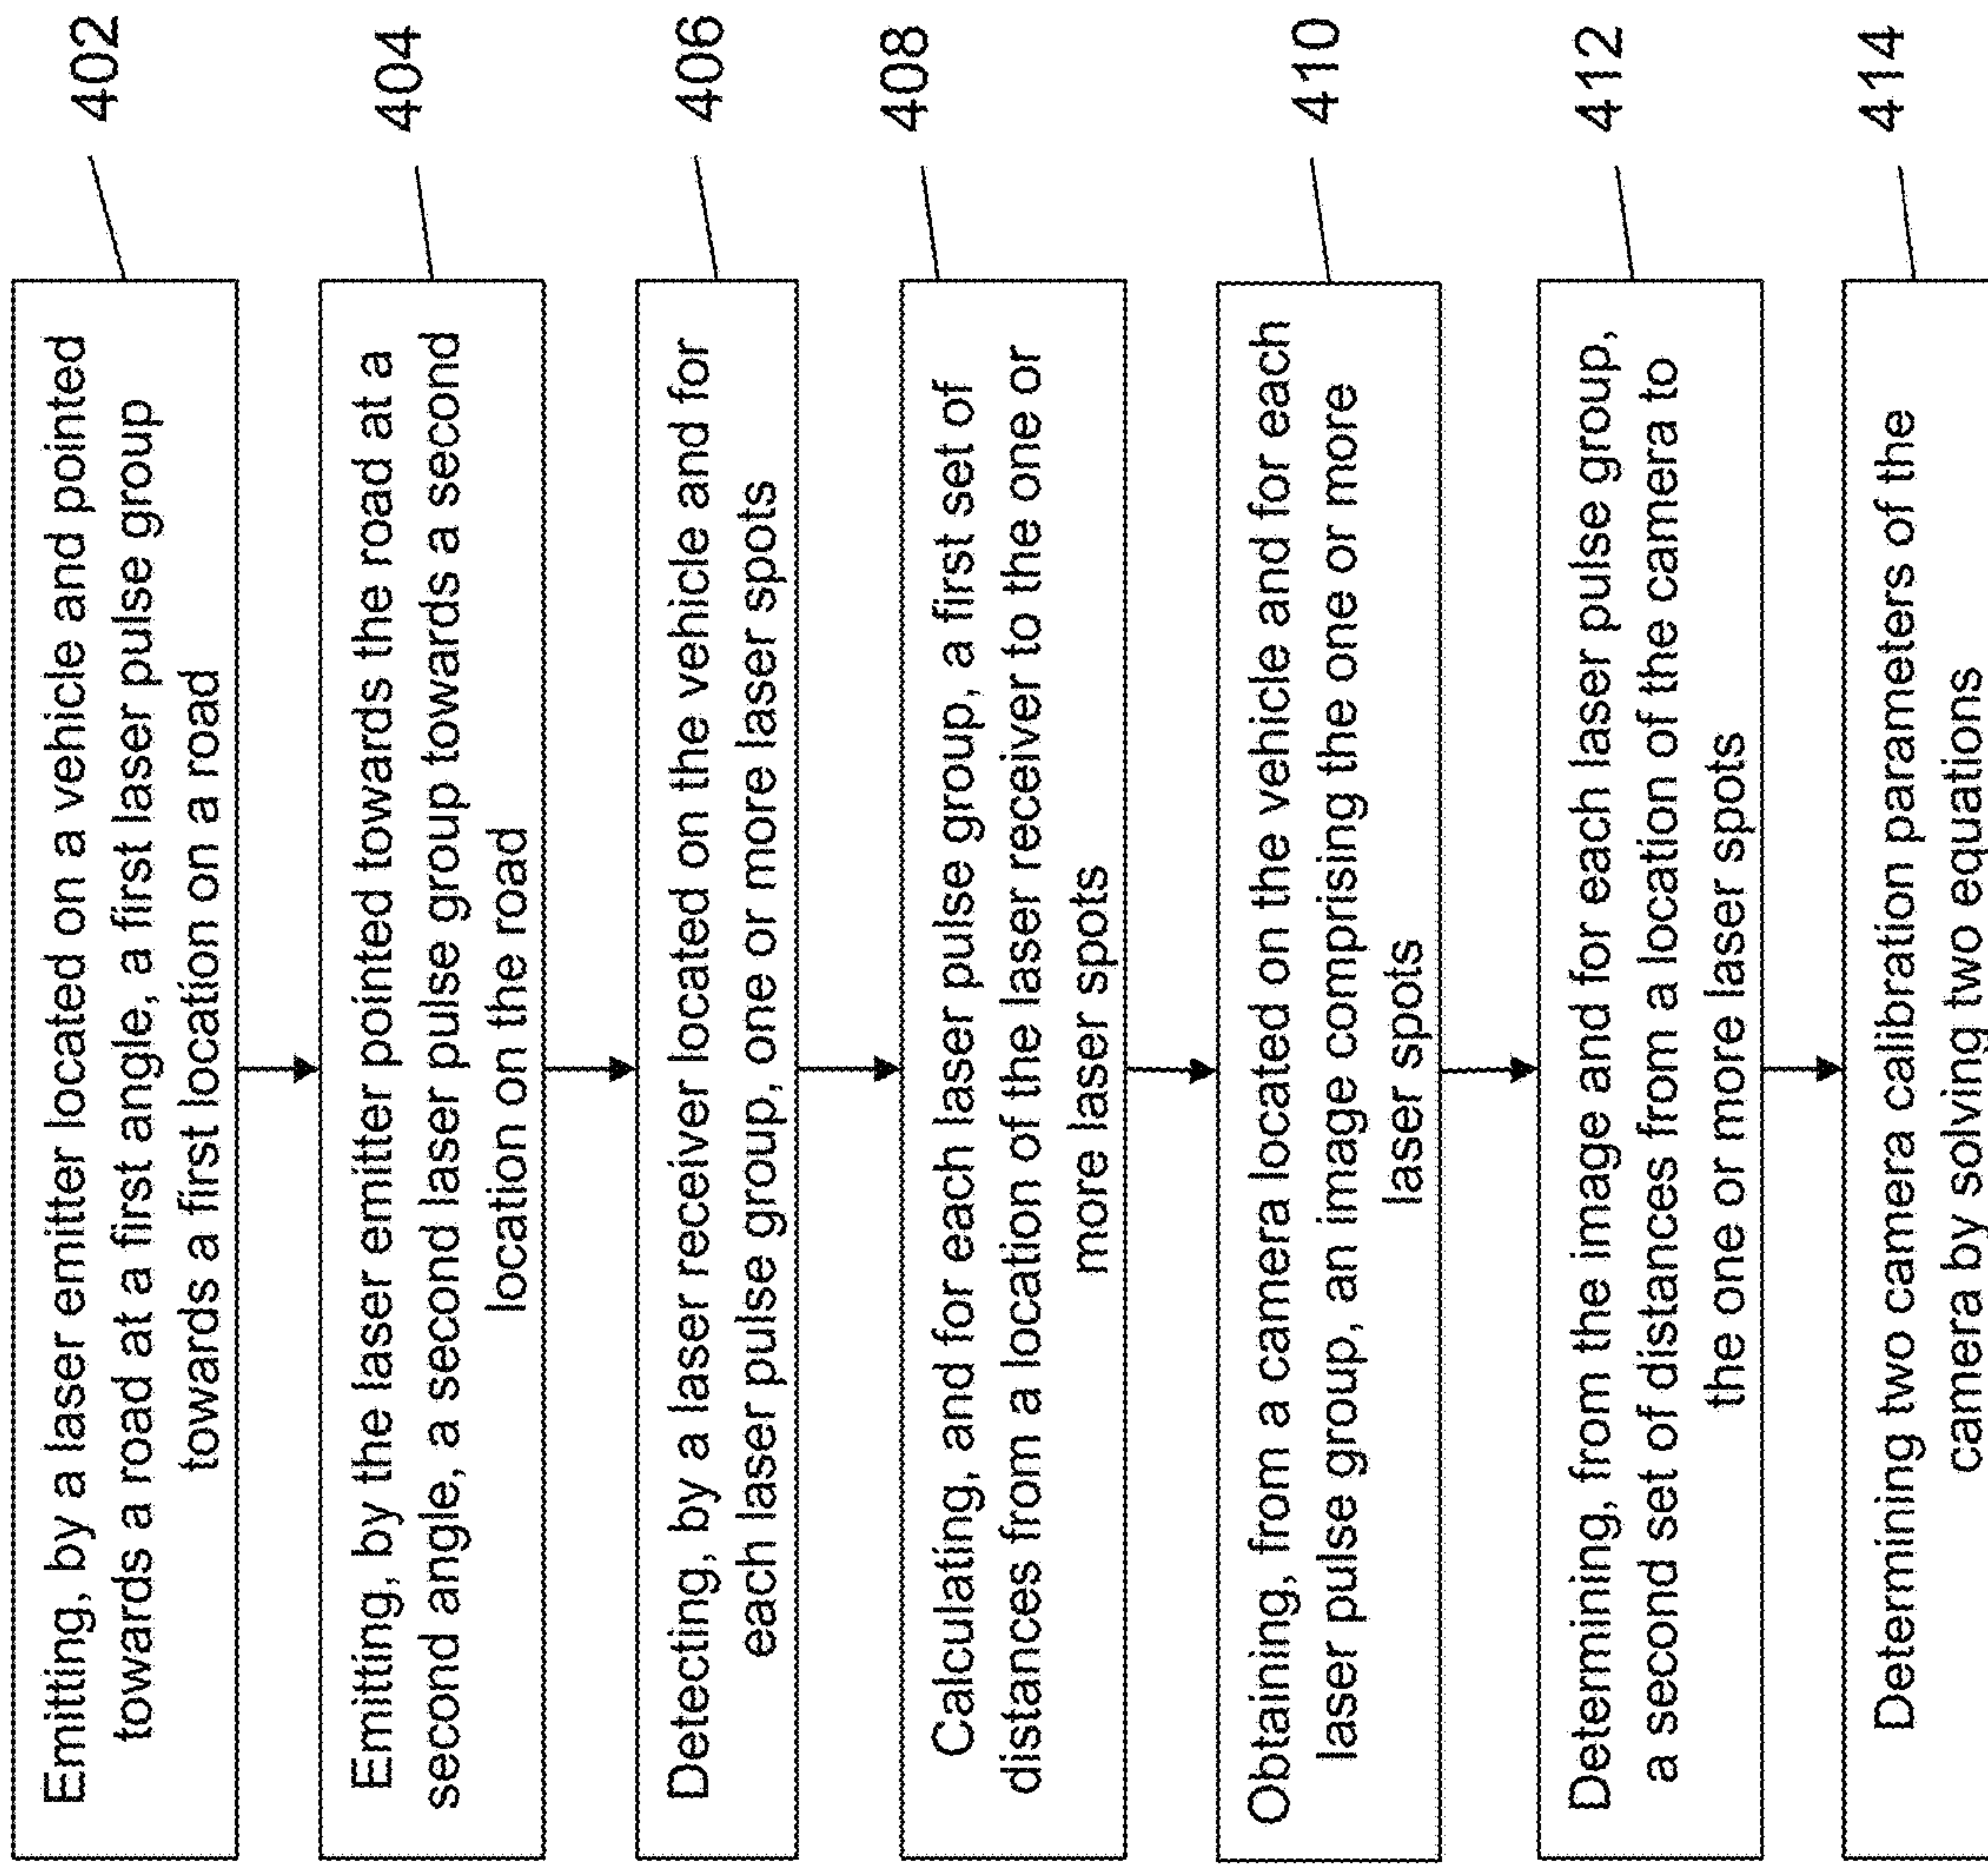 Emitting, by a laser emitter located on a vehicle and pointed
towards a road at a first angle, a first laser pulse group
towards a first location on a road
402
Emitting, by the laser emitter pointed towards the road at a
second angle, a second laser pulse group towards a second
location on the road
404
Detecting, by a laser receiver located on the vehicle and for
each laser pulse group, one or more laser spots
406
Calculating, and for each laser pulse group, a first set of
distances from a location of the laser receiver to the one or
more laser spots
408
Obtaining, from a camera located on the vehicle and for each
laser pulse group, an image comprising the one or more
laser spots
410
Determining, from the image and for each laser pulse group,
a second set of distances from a location of the camera to
the one or more laser spots
412
Determining two camera calibration parameters of the
camera by solving two equations
414